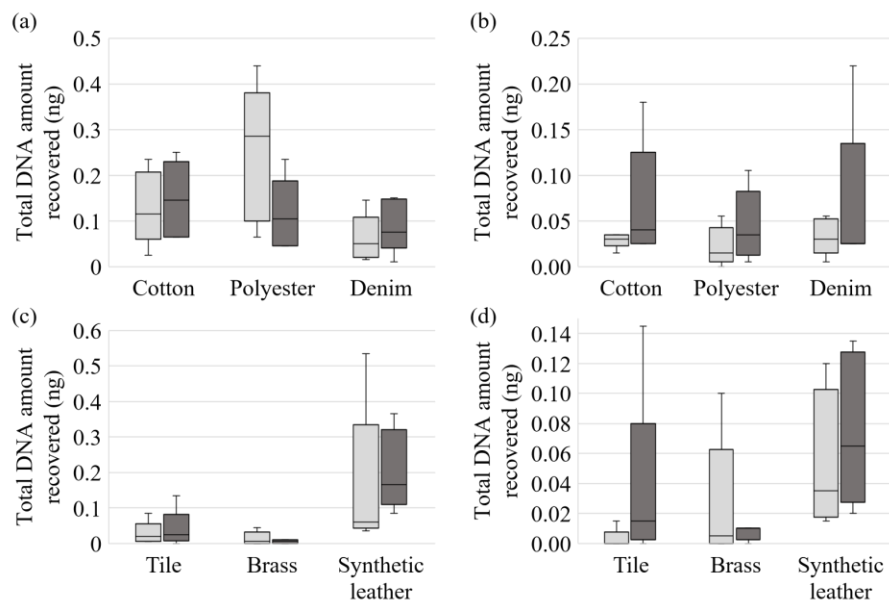 (a)
Total DNA amount
recovered (ng)
0.5
0.4
0.3
0.2
0.1
0
Cotton Polyester Denim
(b)
Total DNA amount
recovered (ng)
0.25
0.20
0.15
0.10
0.05
0.00
Cotton Polyester Denim
(c)
Total DNA amount
recovered (ng)
0.6
0.5
0.4
0.3
0.2
0.1
0
Tile Brass Synthetic
leather
(d)
Total DNA amount
recovered (ng)
0.14
0.12
0.10
0.08
0.06
0.04
0.02
0.00
Tile Brass Synthetic
leather